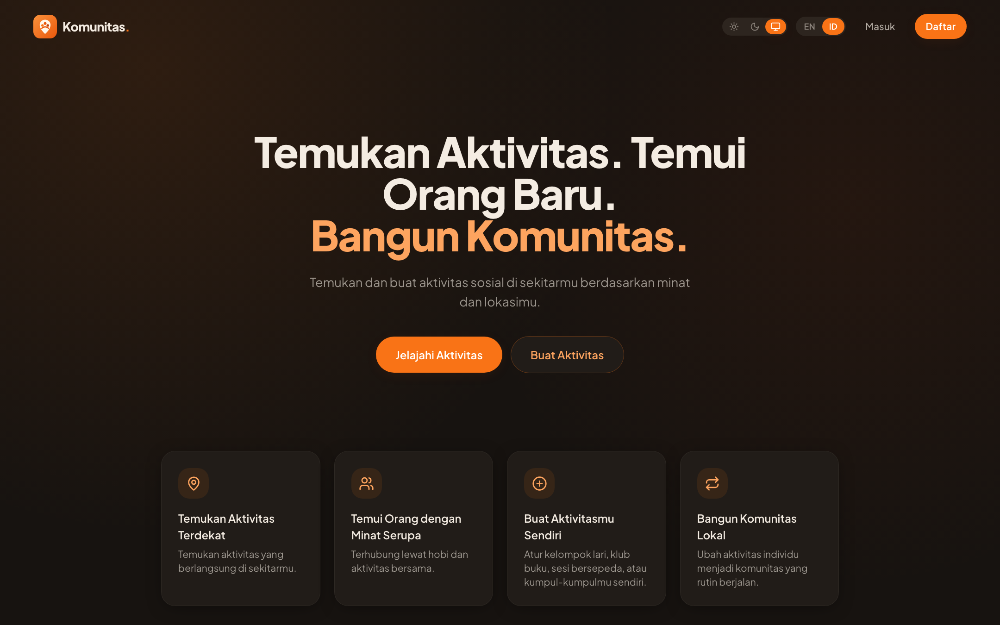 Komunitas.
EN ID Masuk Daftar
Temukan Aktivitas. Temui
Orang Baru.
Bangun Komunitas.
Temukan dan buat aktivitas sosial di sekitarmu berdasarkan minat
dan lokasimu.
Jelajahi Aktivitas
Buat Aktivitas
Temukan Aktivitas
Terdekat
Temukan aktivitas yang
berlangsung di sekitarmu.
Temui Orang dengan
Minat Serupa
Terhubung lewat hobi dan
aktivitas bersama.
Buat Aktivitasmu
Sendiri
Atur kelompok lari, klub
buku, sesi bersepeda, atau
kumpul-kumpulmu sendiri.
Bangun Komunitas
Lokal
Ubah aktivitas individu
menjadi komunitas yang
rutin berjalan.